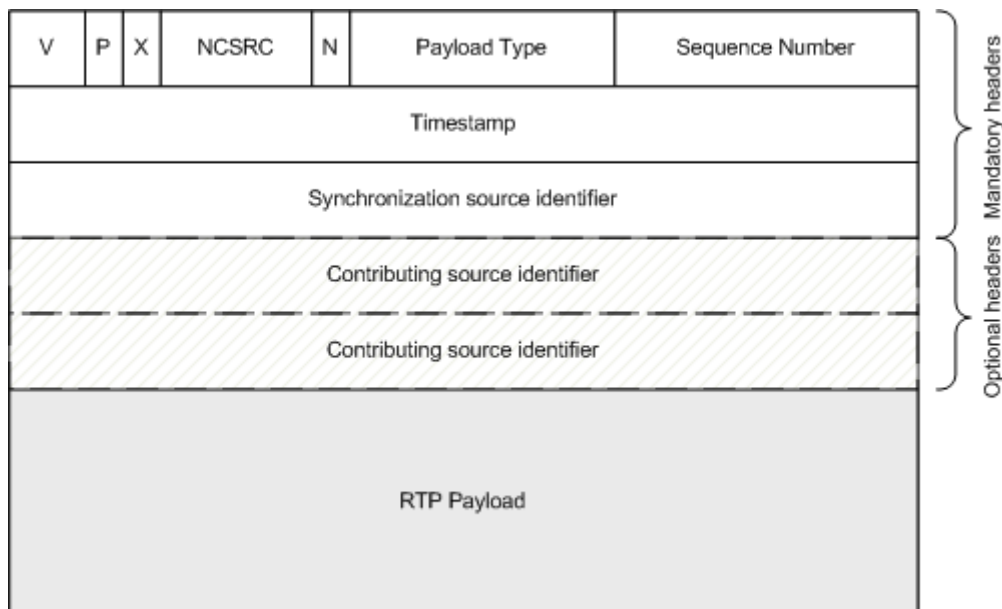 V P X NCSRC N Payload Type Sequence Number
Timestamp
Synchronization source identifier
Mandatory headers
Contributing source identifier
Contributing source identifier
Optional headers
RTP Payload